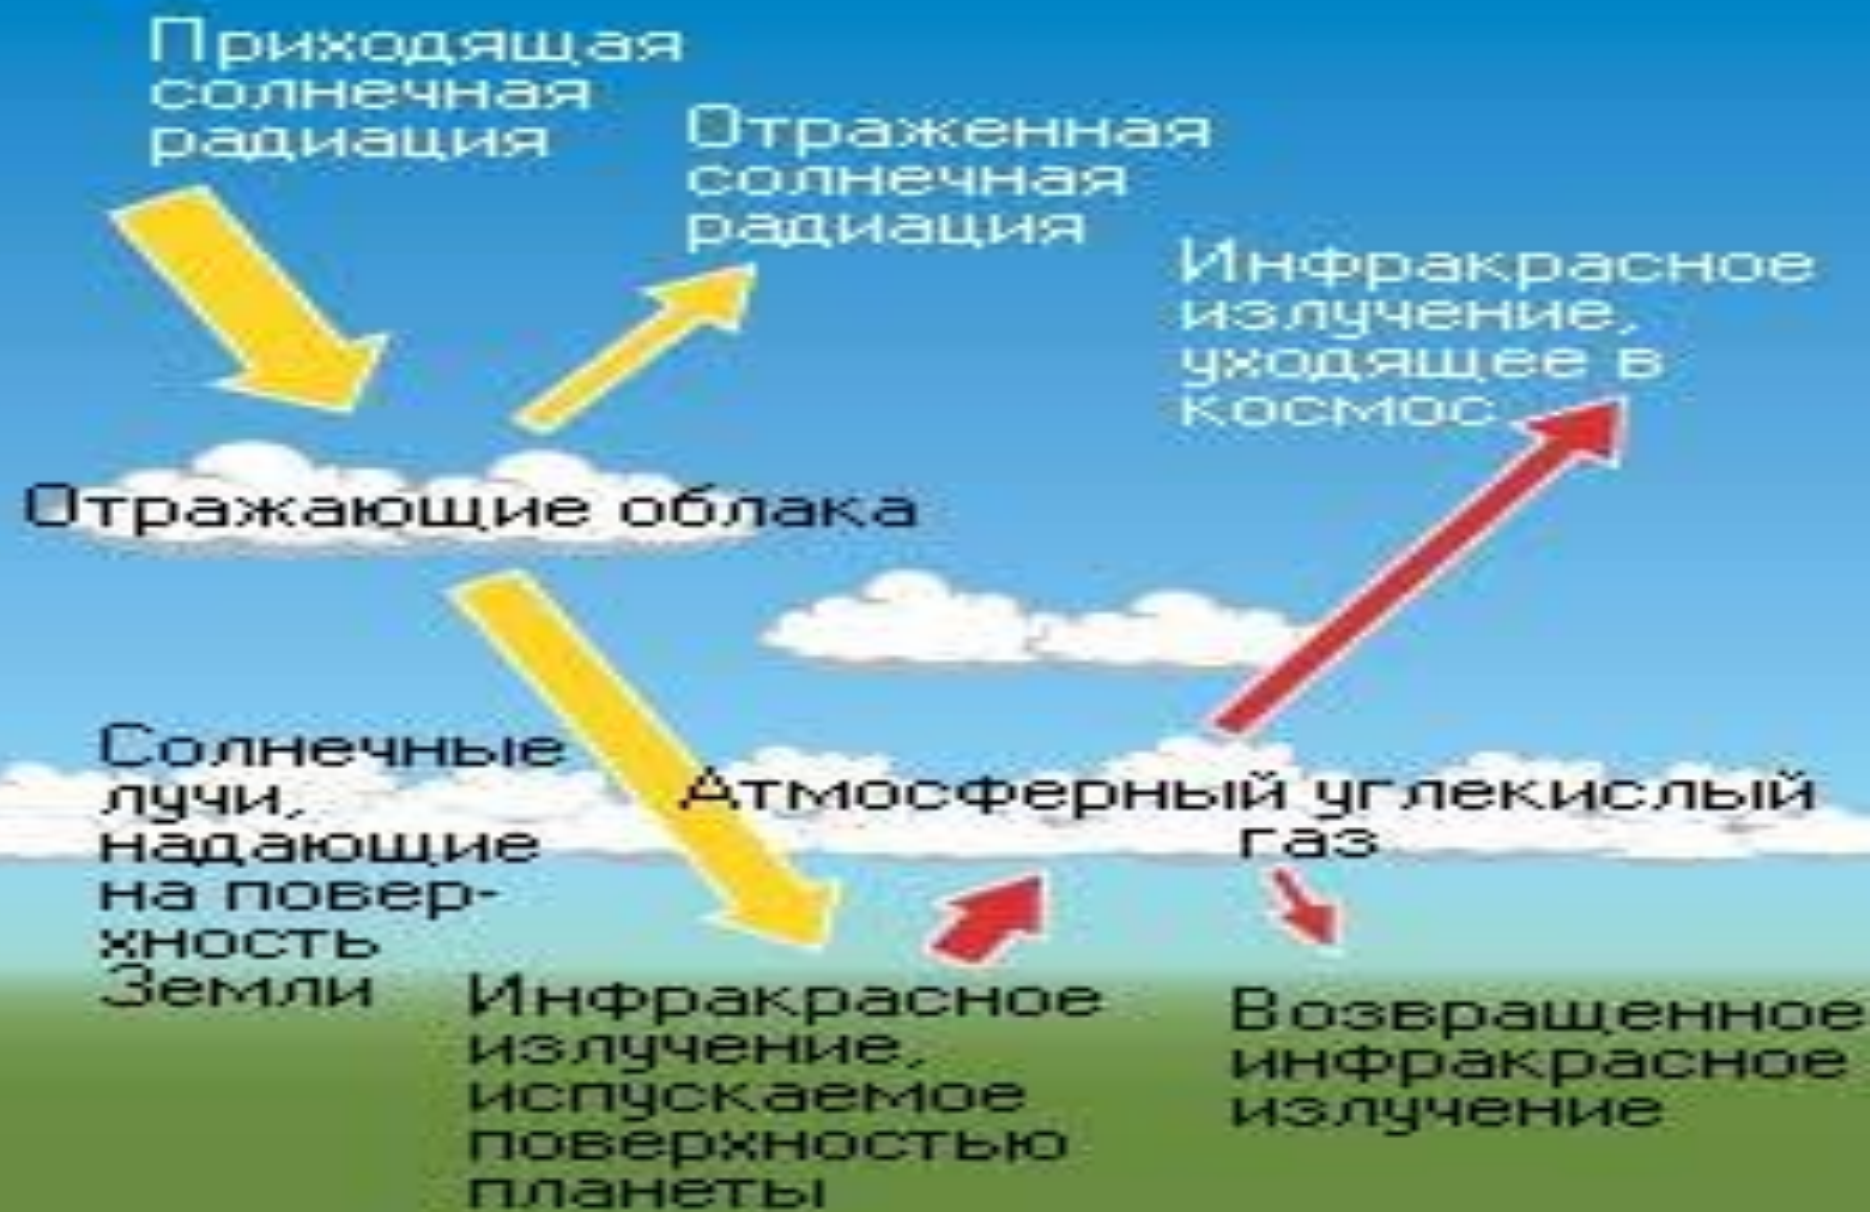 Приходящая
солнечная
радиация
Отраженная
солнечная
радиация
Инфракрасное
излучение,
уходящее в
космос
Отражающие облака
Солнечные
лучи,
надающие
на повер-
хность
Земли
Атмосферный углекислый
газ
Инфракрасное
излучение,
испускаемое
поверхностью
планеты
Возвращенное
инфракрасное
излучение